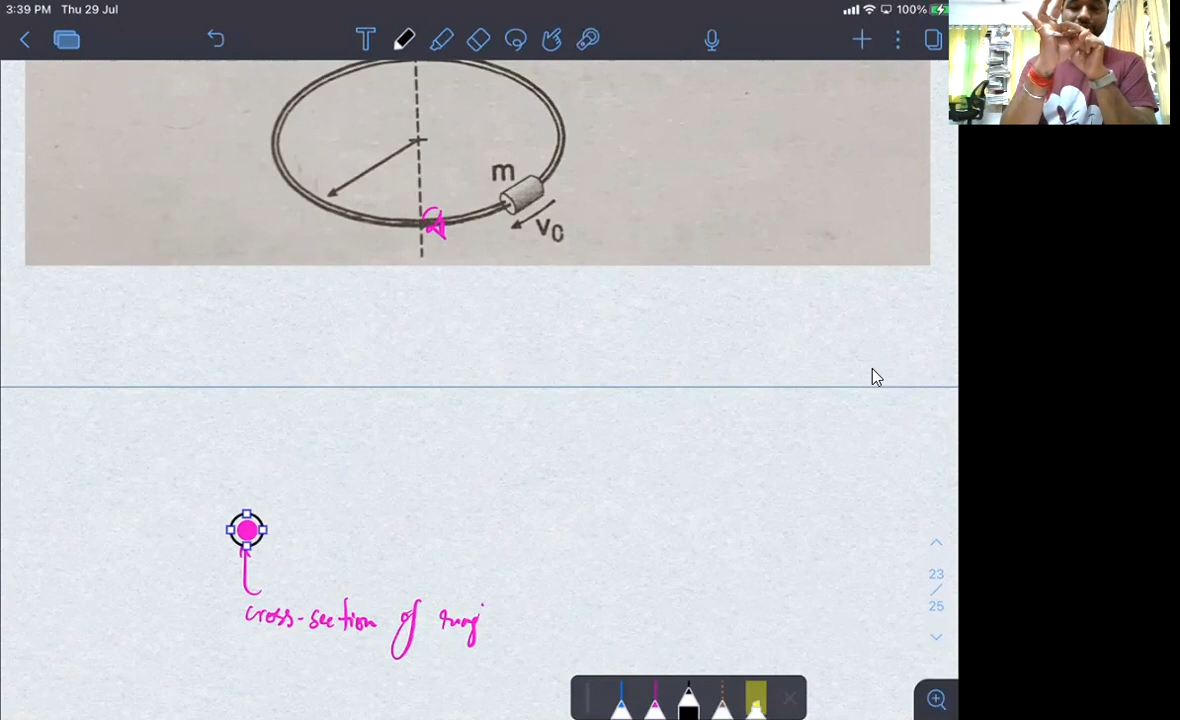 3:39 PM Thu 29 Jul
100%
T
m
v0
23
/
25
cross-section of ring